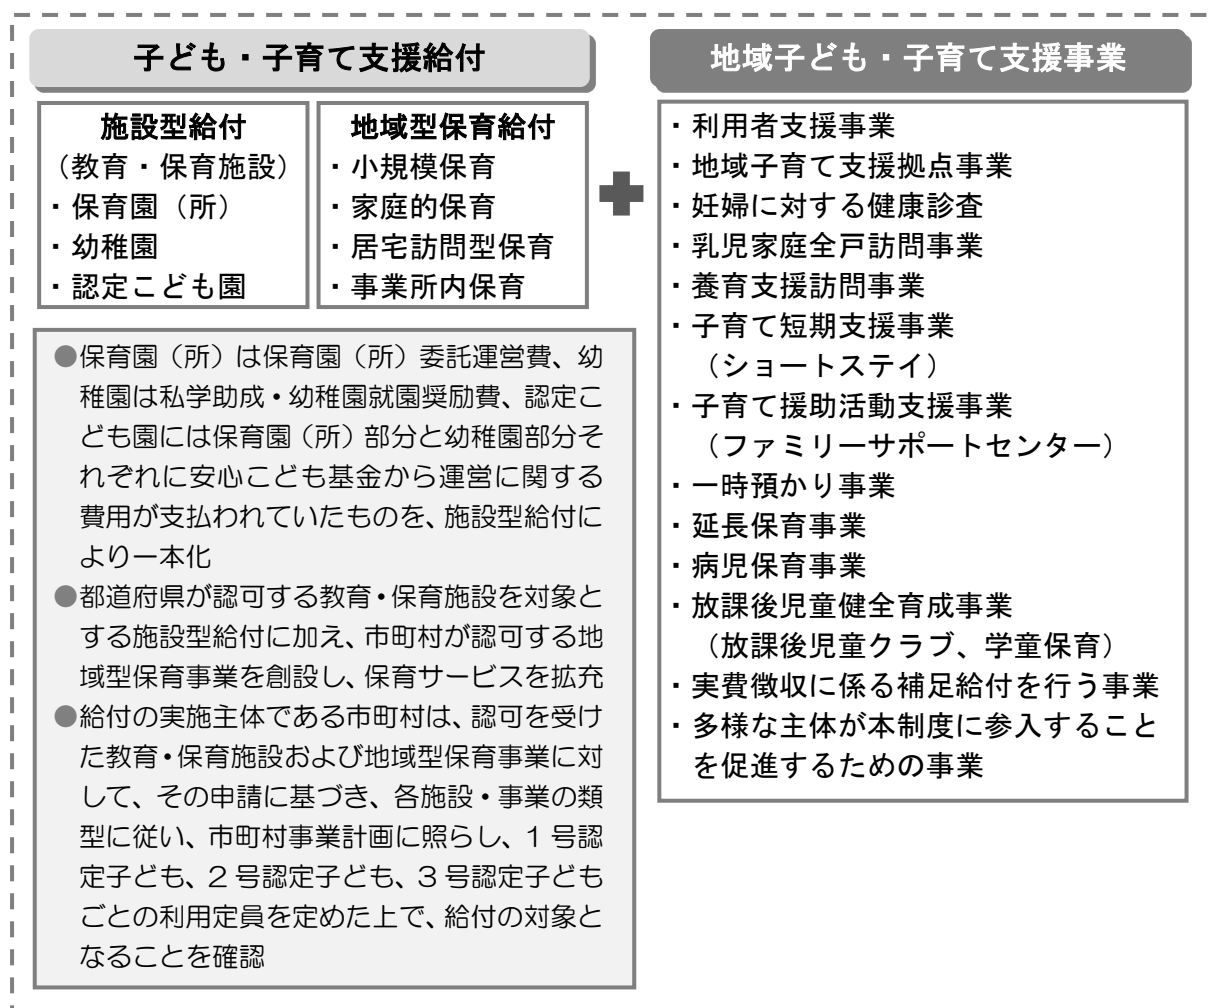 子ども・子育て支援給付
施設型給付
（教育・保育施設）
・保育園（所）
・幼稚園
・認定こども園
地域型保育給付
・小規模保育
・家庭的保育
・居宅訪問型保育
・事業所内保育
●保育園（所）は保育園（所）委託運営費、幼
稚園は私学助成・幼稚園就園奨励費、認定こ
ども園には保育園（所）部分と幼稚園部分そ
れぞれに安心こども基金から運営に関する
費用が支払われていたものを、施設型給付に
より一本化
●都道府県が認可する教育・保育施設を対象と
する施設型給付に加え、市町村が認可する地
域型保育事業を創設し、保育サービスを拡充
●給付の実施主体である市町村は、認可を受け
た教育・保育施設および地域型保育事業に対
して、その申請に基づき、各施設・事業の類
型に従い、市町村事業計画に照らし、１号認
定子ども、２号認定子ども、３号認定子ども
ごとの利用定員を定めた上で、給付の対象と
なることを確認
地域子ども・子育て支援事業
・利用者支援事業
・地域子育て支援拠点事業
・妊婦に対する健康診査
・乳児家庭全戸訪問事業
・養育支援訪問事業
・子育て短期支援事業
（ショートステイ）
・子育て援助活動支援事業
（ファミリーサポートセンター）
・一時預かり事業
・延長保育事業
・病児保育事業
・放課後児童健全育成事業
（放課後児童クラブ、学童保育）
・実費徴収に係る補足給付を行う事業
・多様な主体が本制度に参入すること
を促進するための事業